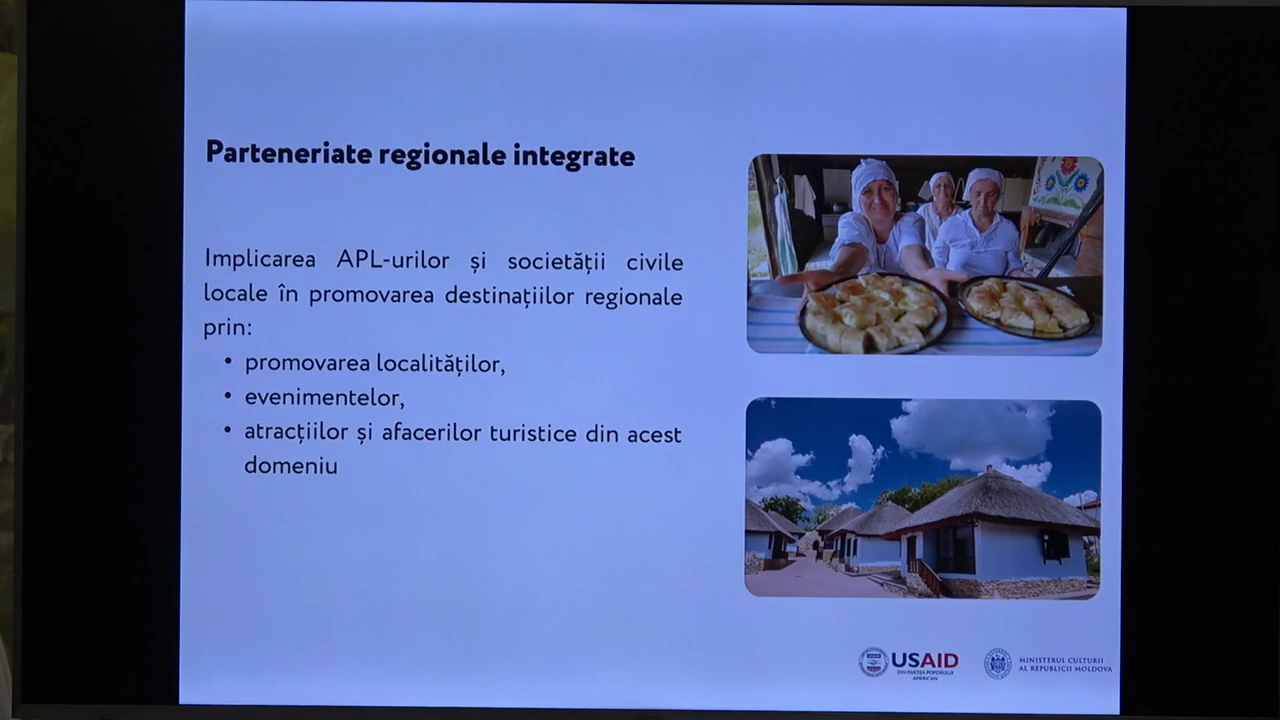 Parteneriate regionale integrate
Implicarea APL-urilor și societății civile
locale în promovarea destinațiilor regionale
prin:
• promovarea localităților,
• evenimentelor,
• atracțiilor și afacerilor turistice din acest
domeniu
USAID
DIN PARTEA POPORULUI
AMERICAN
MINISTERUL CULTURII
AL REPUBLICII MOLDOVA